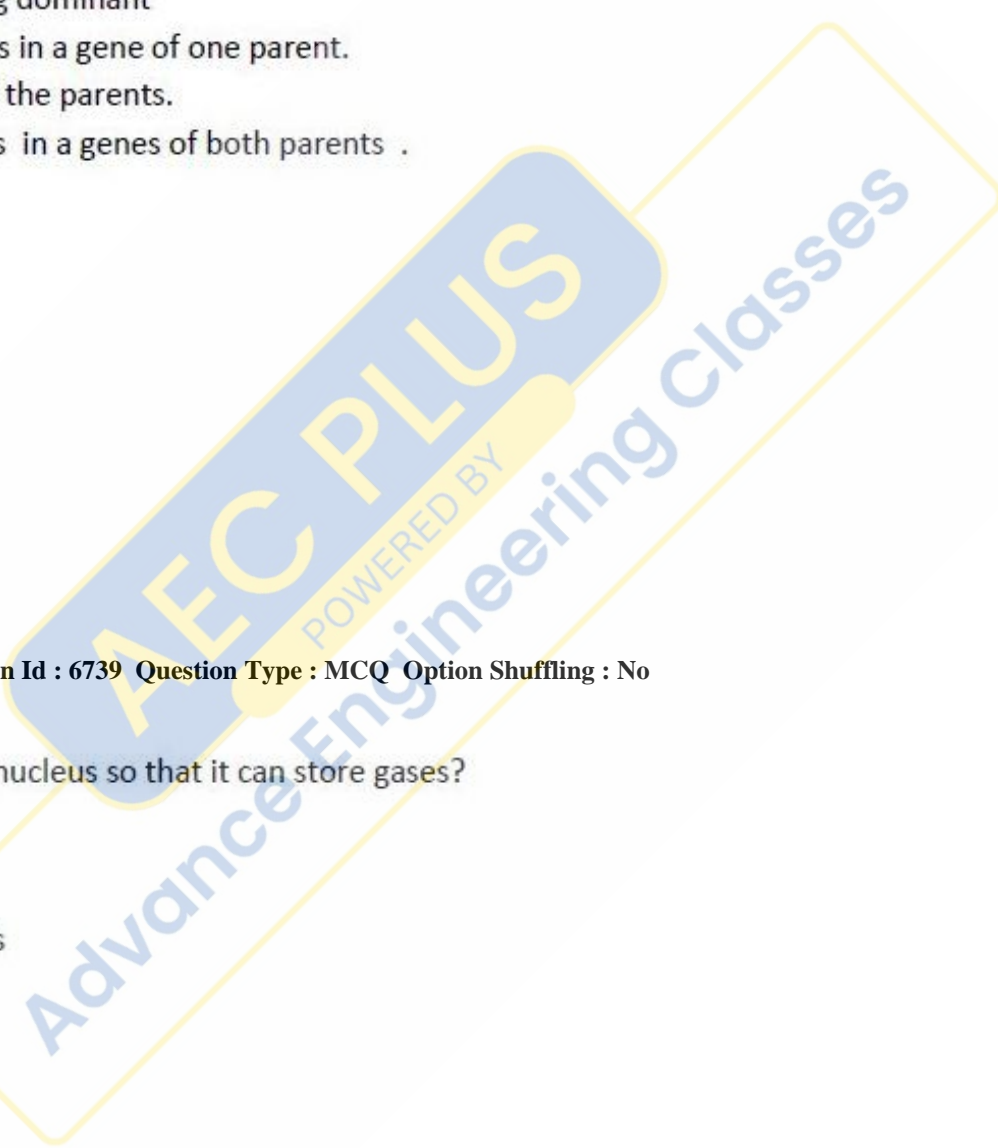 g dominant
s in a gene of one parent.
the parents.
s in a genes of both parents .
AEC PLUS
POWERED BY
Advance Engineering Classes
n Id : 6739 Question Type : MCQ Option Shuffling : No
nucleus so that it can store gases?
s